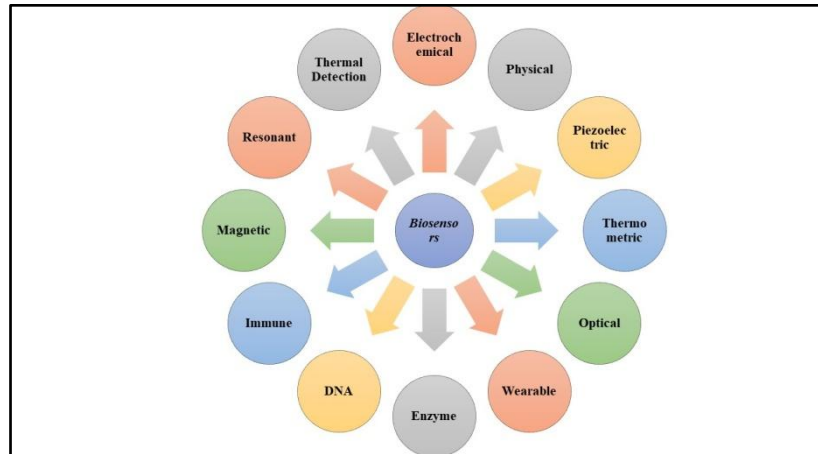 Electroch
emical
Physical
Piezoelec
tric
Thermo
metric
Optical
Wearable
Enzyme
DNA
Immune
Magnetic
Resonant
Thermal
Detection
Biosenso
rs